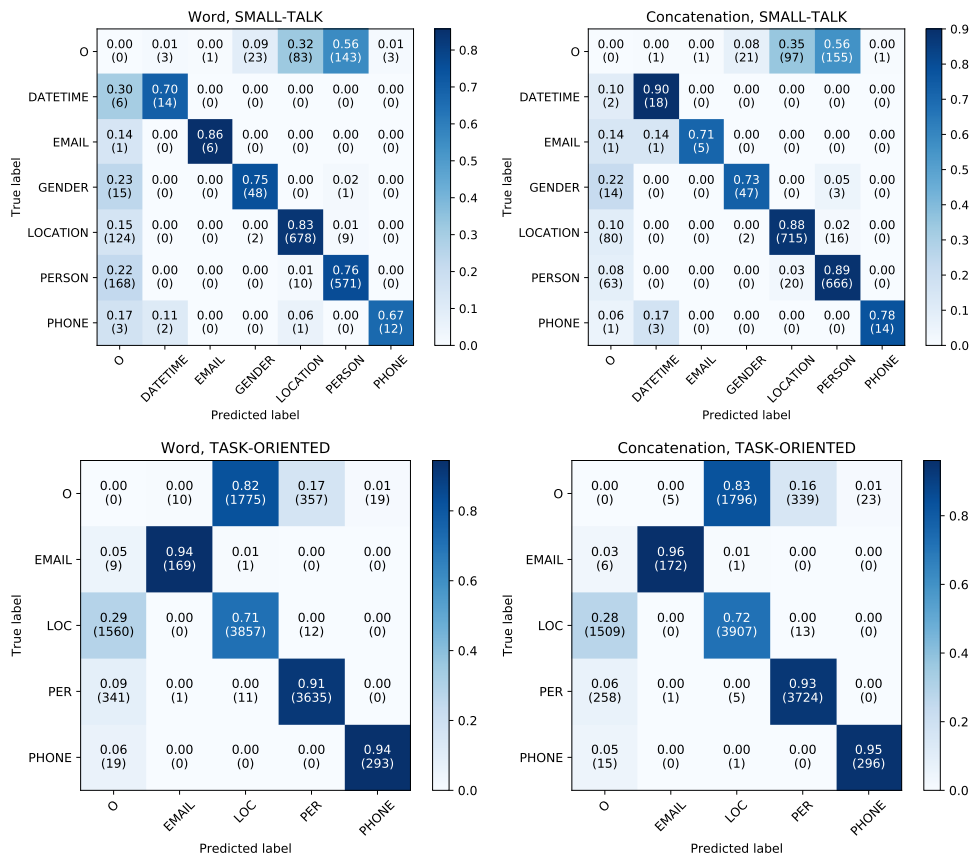 Word, SMALL-TALK
True label
O 0.00 0.01 0.00 0.09 0.32 0.56 0.01
(0) (3) (1) (23) (83) (143) (3)
DATETIME 0.30 0.70 0.00 0.00 0.00 0.00 0.00
(6) (14) (0) (0) (0) (0) (0)
EMAIL 0.14 0.00 0.86 0.00 0.00 0.00 0.00
(1) (0) (6) (0) (0) (0) (0)
GENDER 0.23 0.00 0.00 0.75 0.00 0.02 0.00
(15) (0) (0) (48) (0) (1) (0)
LOCATION 0.15 0.00 0.00 0.00 0.83 0.01 0.00
(124) (0) (0) (2) (678) (9) (0)
PERSON 0.22 0.00 0.00 0.00 0.01 0.76 0.00
(168) (0) (0) (0) (10) (571) (0)
PHONE 0.17 0.11 0.00 0.00 0.06 0.00 0.67
(3) (2) (0) (0) (1) (0) (12)
O DATETIME EMAIL GENDER LOCATION PERSON PHONE
Predicted label
0.8
0.7
0.6
0.5
0.4
0.3
0.2
0.1
0.0
Concatenation, SMALL-TALK
True label
O 0.00 0.00 0.00 0.08 0.35 0.56 0.00
(0) (1) (1) (21) (97) (155) (1)
DATETIME 0.10 0.90 0.00 0.00 0.00 0.00 0.00
(2) (18) (0) (0) (0) (0) (0)
EMAIL 0.14 0.14 0.71 0.00 0.00 0.00 0.00
(1) (1) (5) (0) (0) (0) (0)
GENDER 0.22 0.00 0.00 0.73 0.00 0.05 0.00
(14) (0) (0) (47) (0) (3) (0)
LOCATION 0.10 0.00 0.00 0.00 0.88 0.02 0.00
(80) (0) (0) (2) (715) (16) (0)
PERSON 0.08 0.00 0.00 0.00 0.03 0.89 0.00
(63) (0) (0) (0) (20) (666) (0)
PHONE 0.06 0.17 0.00 0.00 0.00 0.00 0.78
(1) (3) (0) (0) (0) (0) (14)
O DATETIME EMAIL GENDER LOCATION PERSON PHONE
Predicted label
0.9
0.8
0.7
0.6
0.5
0.4
0.3
0.2
0.1
0.0
Word, TASK-ORIENTED
True label
O 0.00 0.00 0.82 0.17 0.01
(0) (10) (1775) (357) (19)
EMAIL 0.05 0.94 0.01 0.00 0.00
(9) (169) (1) (0) (0)
LOC 0.29 0.00 0.71 0.00 0.00
(1560) (0) (3857) (12) (0)
PER 0.09 0.00 0.00 0.91 0.00
(341) (1) (11) (3635) (0)
PHONE 0.06 0.00 0.00 0.00 0.94
(19) (0) (0) (0) (293)
O EMAIL LOC PER PHONE
Predicted label
0.8
0.6
0.4
0.2
0.0
Concatenation, TASK-ORIENTED
True label
O 0.00 0.00 0.83 0.16 0.01
(0) (5) (1796) (339) (23)
EMAIL 0.03 0.96 0.01 0.00 0.00
(6) (172) (1) (0) (0)
LOC 0.28 0.00 0.72 0.00 0.00
(1509) (0) (3907) (13) (0)
PER 0.06 0.00 0.00 0.93 0.00
(258) (1) (5) (3724) (0)
PHONE 0.05 0.00 0.00 0.00 0.95
(15) (0) (1) (0) (296)
O EMAIL LOC PER PHONE
Predicted label
0.8
0.6
0.4
0.2
0.0